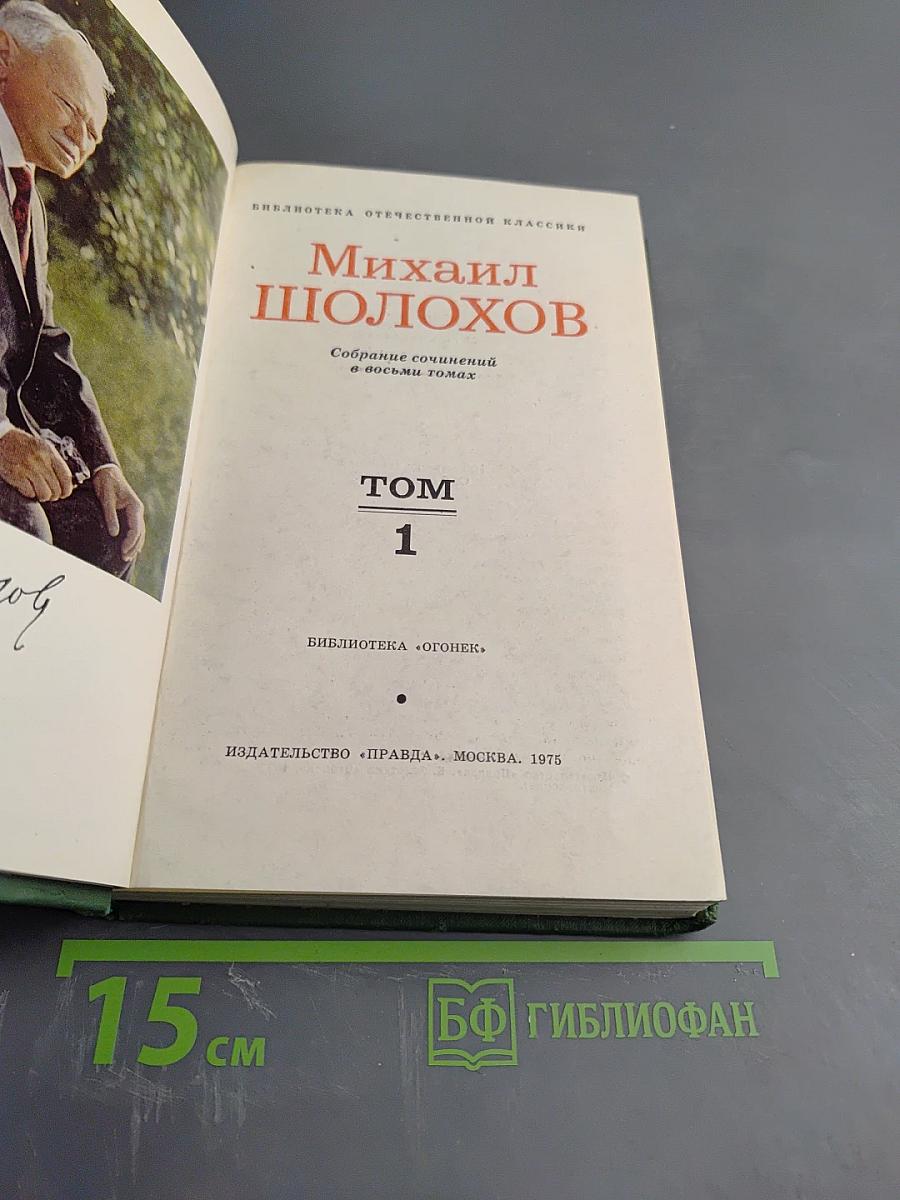 БИБЛИОТЕКА ОТЕЧЕСТВЕННОЙ КЛАССИКИ
Михаил
ШОЛОХОВ
Собрание сочинений
в восьми томах
ТОМ
1
БИБЛИОТЕКА «ОГОНЕК»
ИЗДАТЕЛЬСТВО «ПРАВДА». МОСКВА. 1975
15 см
БФ ГИБЛИОФАН